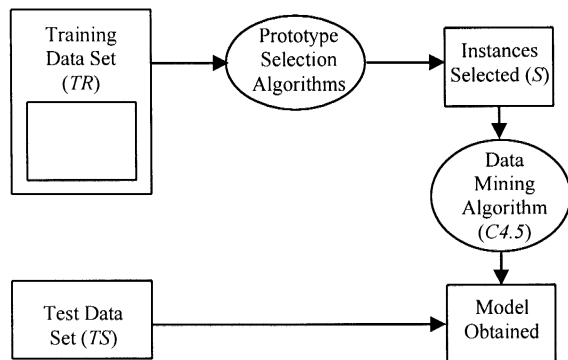 Training
Data Set
(TR)
Prototype
Selection
Algorithms
Instances
Selected (S)
Data
Mining
Algorithm
(C4.5)
Test Data
Set (TS)
Model
Obtained